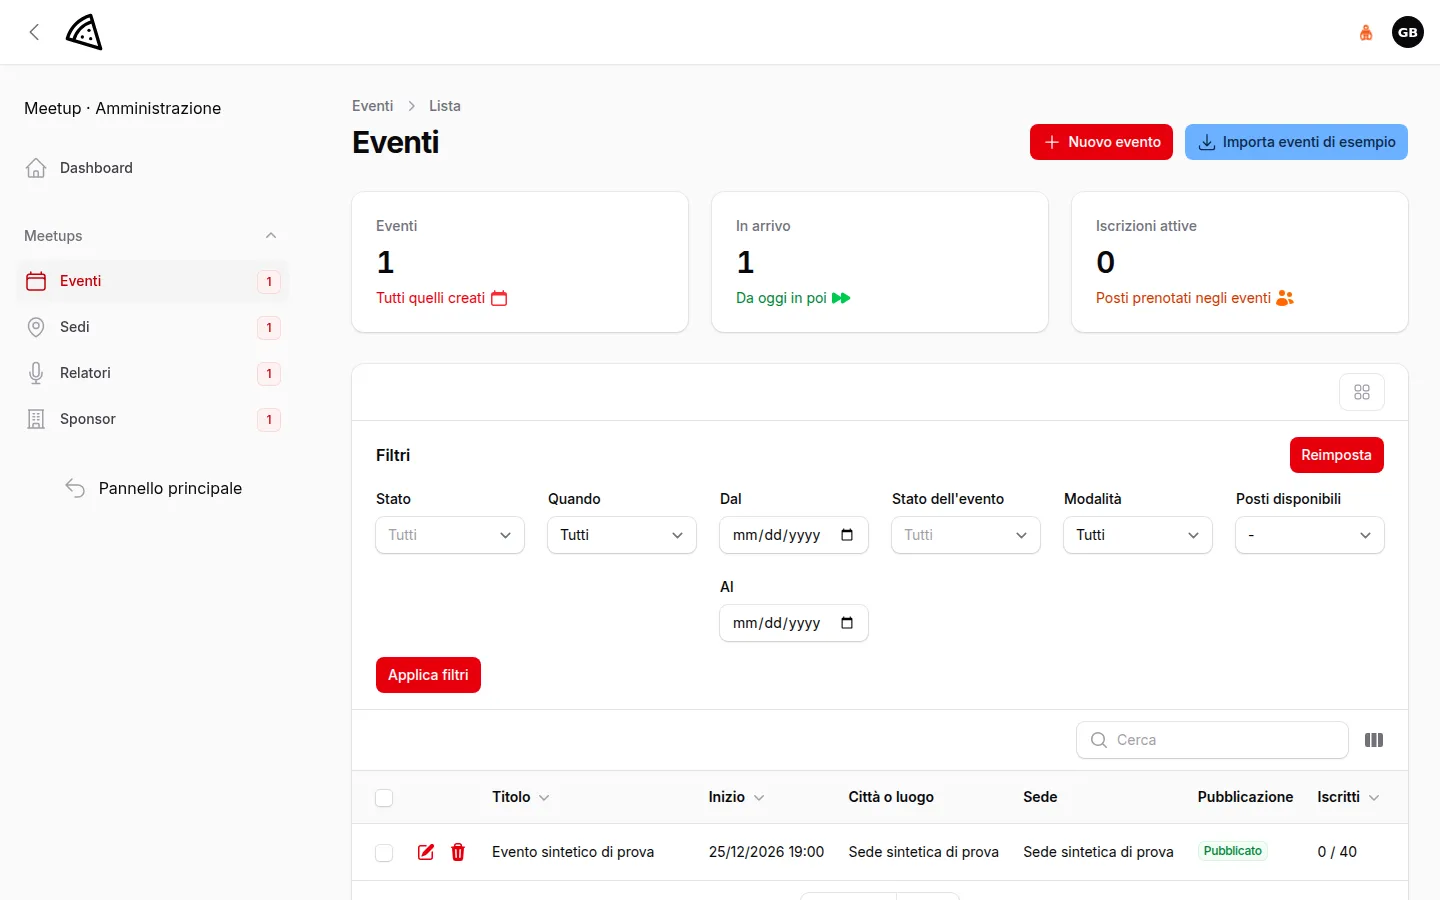 GB
Meetup · Amministrazione
Dashboard
Meetups
Eventi 1
Sedi 1
Relatori 1
Sponsor 1
Pannello principale
Eventi > Lista
Eventi
Nuovo evento
Importa eventi di esempio
Eventi
1
Tutti quelli creati
In arrivo
1
Da oggi in poi
Iscrizioni attive
0
Posti prenotati negli eventi
Filtri
Reimposta
Stato Quando Dal Stato dell'evento Modalità Posti disponibili
Tutti Tutti mm/dd/yyyy Tutti Tutti -
Al
mm/dd/yyyy
Applica filtri
Cerca
Titolo Inizio Città o luogo Sede Pubblicazione Iscritti
Evento sintetico di prova 25/12/2026 19:00 Sede sintetica di prova Sede sintetica di prova Pubblicato 0 / 40